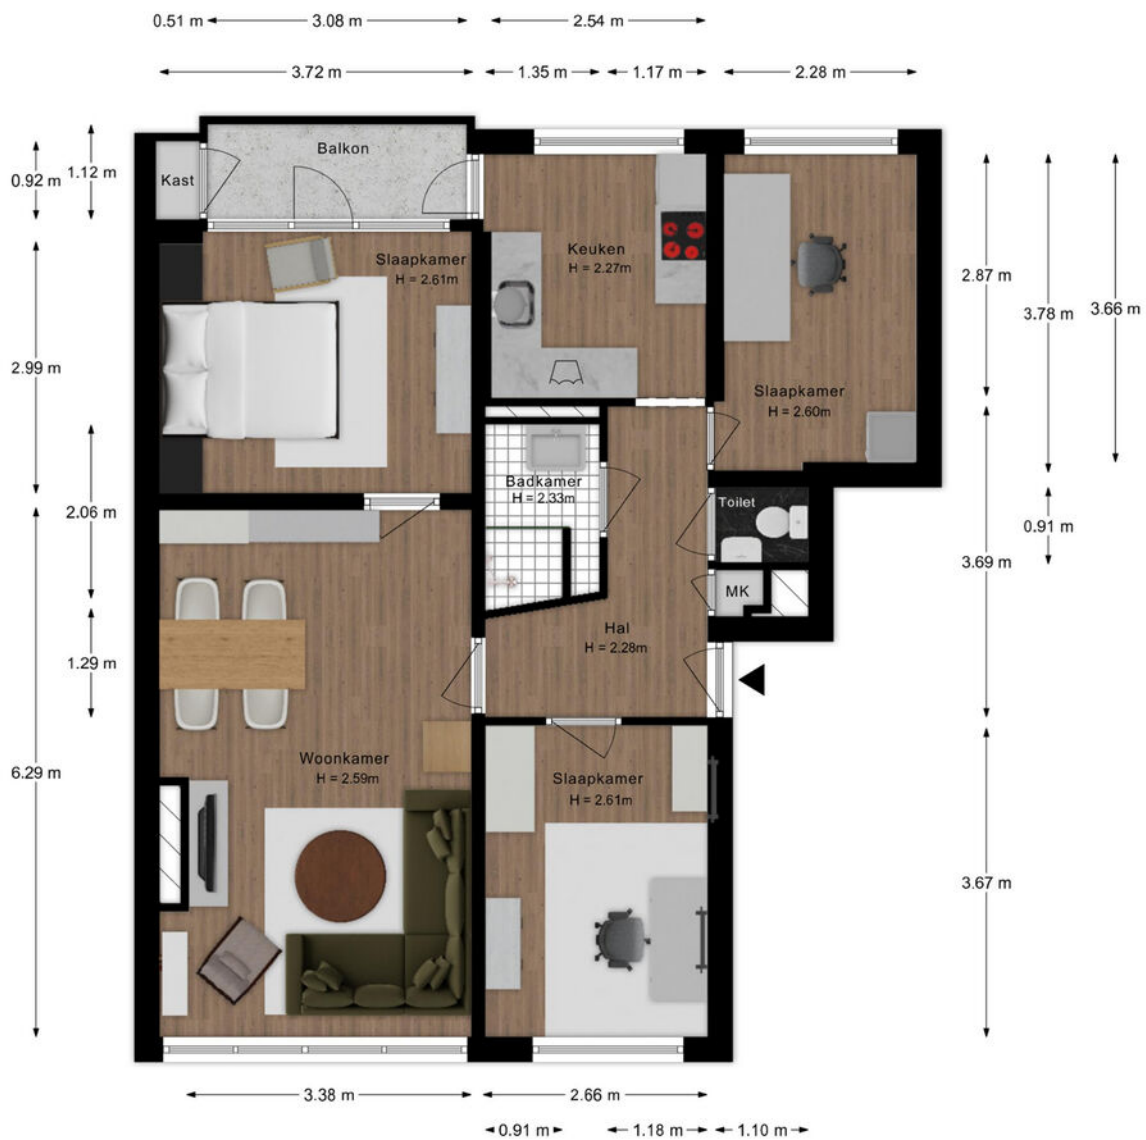 0.51 m
3.08 m
2.54 m
3.72 m
1.35 m
1.17 m
2.28 m
Balkon
Kast
0.92 m
1.12 m
Keuken
H = 2.27m
Slaapkamer
H = 2.61m
2.87 m
3.78 m
3.66 m
2.99 m
Slaapkamer
H = 2.60m
Badkamer
H = 2.33m
Toilet
2.06 m
0.91 m
3.69 m
MK
Hal
H = 2.28m
1.29 m
Woonkamer
H = 2.59m
6.29 m
Slaapkamer
H = 2.61m
3.67 m
3.38 m
2.66 m
0.91 m
1.18 m
1.10 m